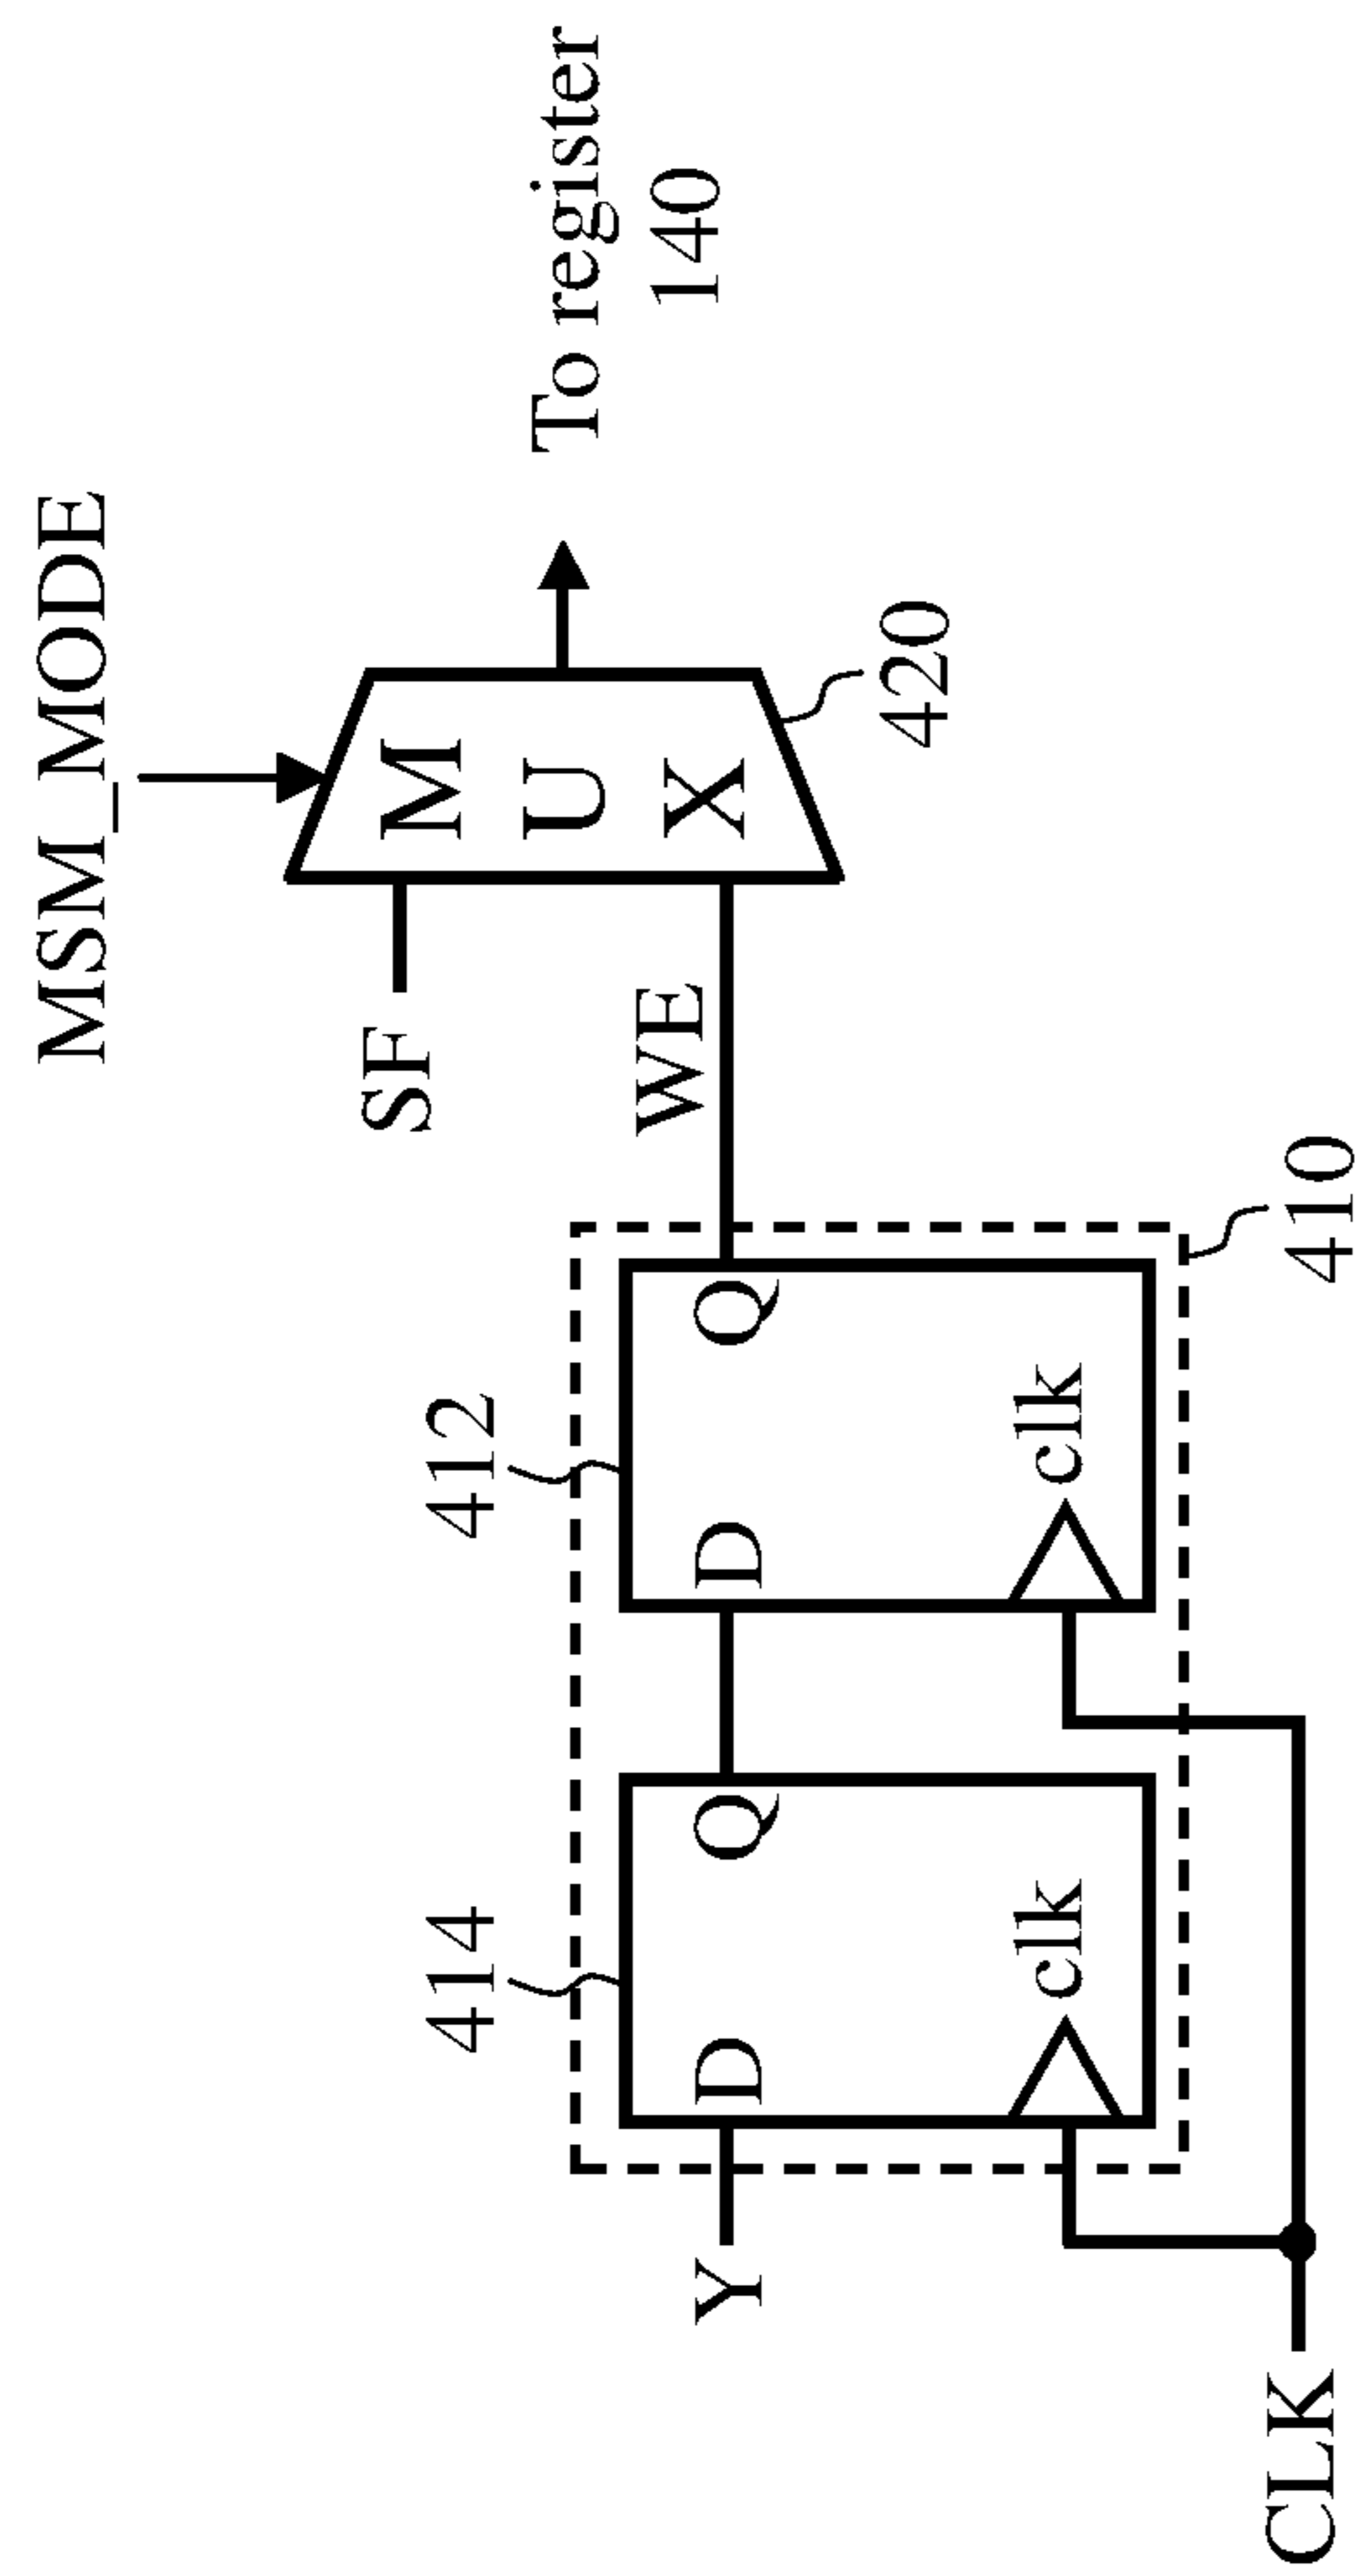 MSM_MODE
SF
M
U
X
To register
140
WE
420
414
412
Y
D
Q
D
Q
clk
clk
CLK
410